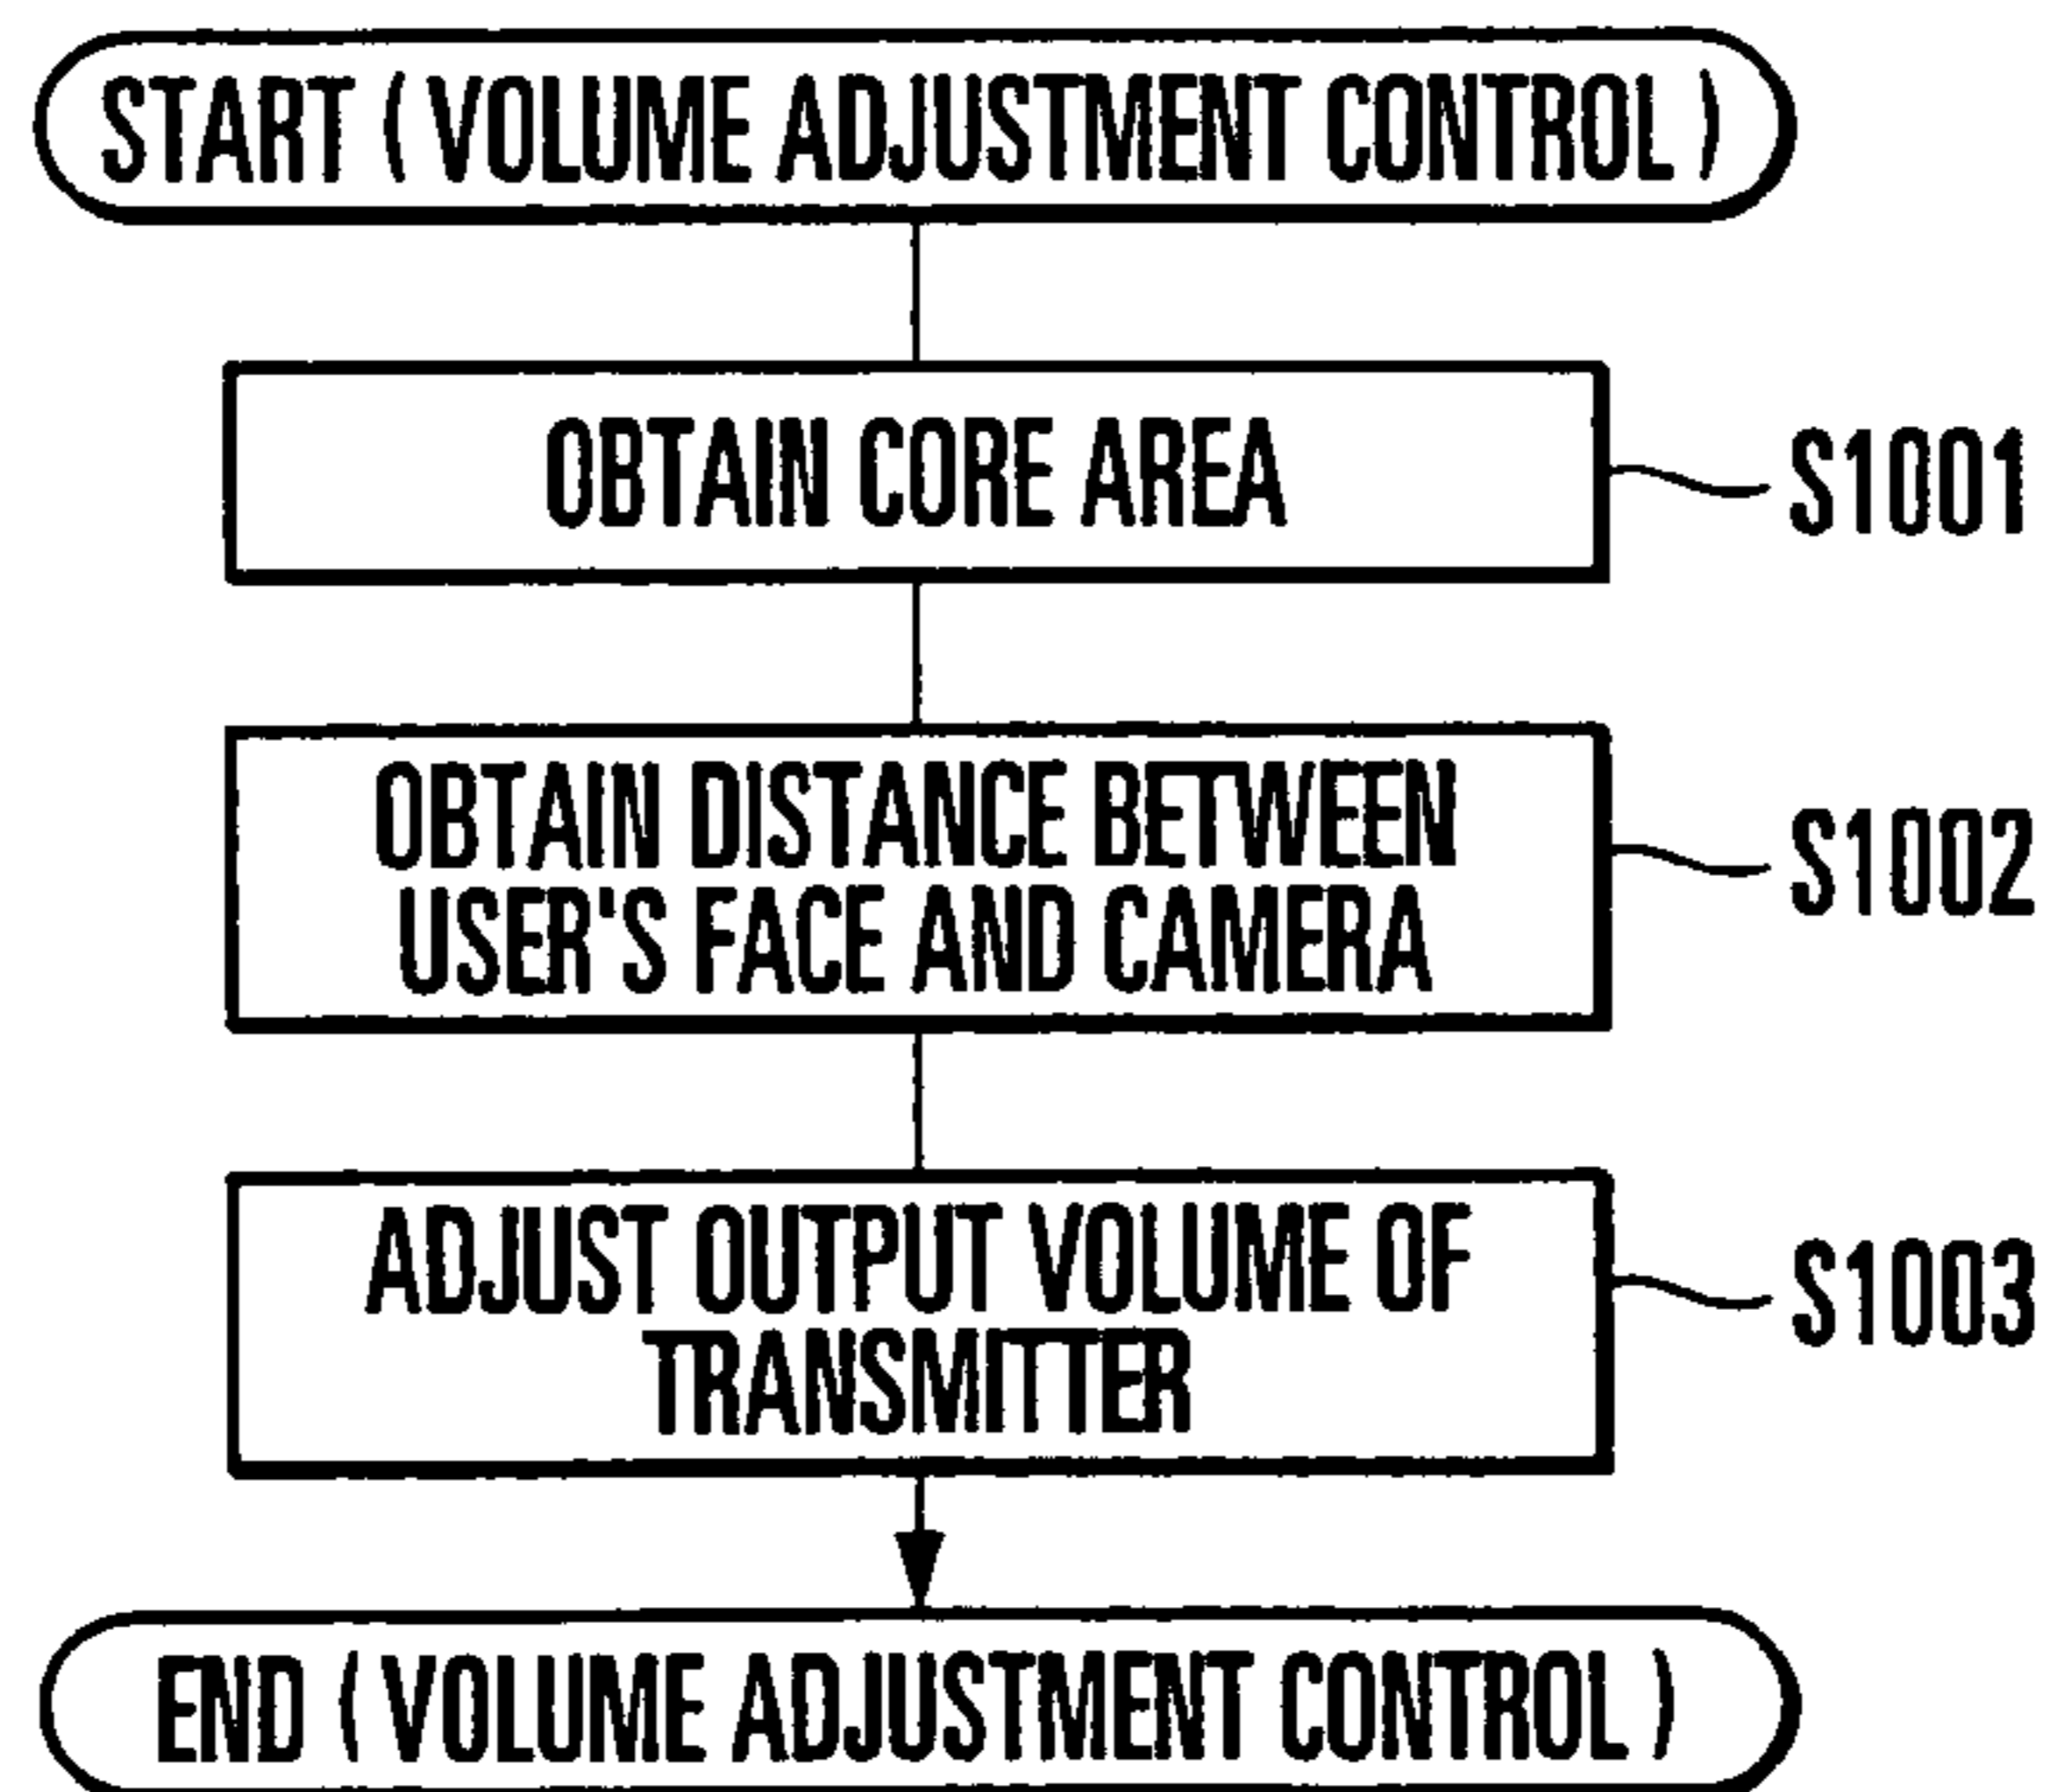 START (VOLUME ADJUSTMENT CONTROL)
OBTAIN CORE AREA
S1001
OBTAIN DISTANCE BETWEEN
USER'S FACE AND CAMERA
S1002
ADJUST OUTPUT VOLUME OF
TRANSMITTER
S1003
END (VOLUME ADJUSTMENT CONTROL)